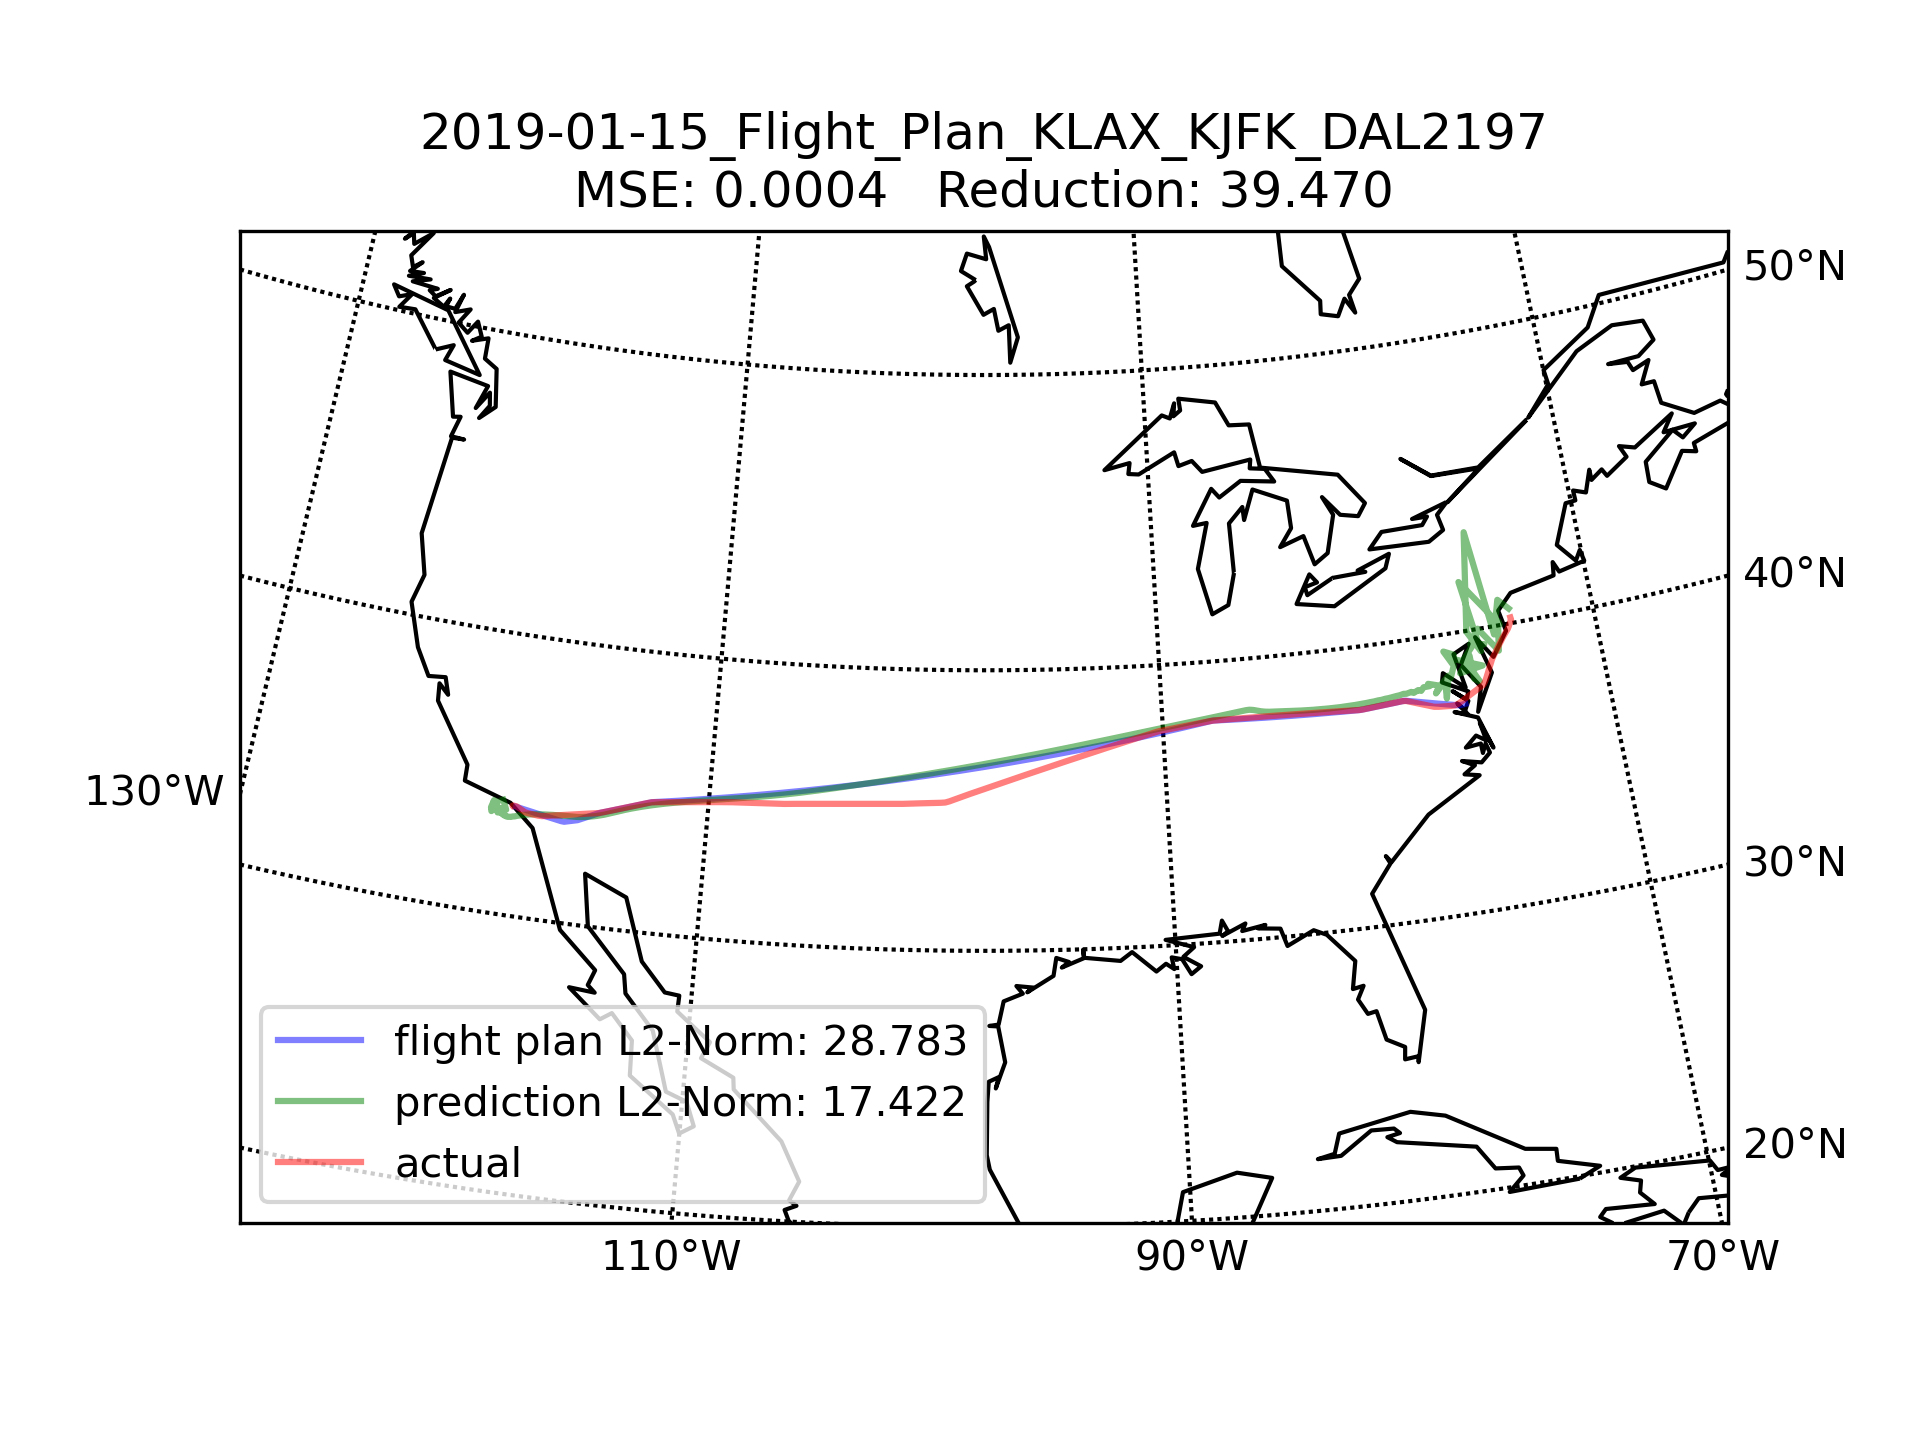 2019-01-15_Flight_Plan_KLAX_KJFK_DAL2197
MSE: 0.0004   Reduction: 39.470
50°N
40°N
130°W
30°N
flight plan L2-Norm: 28.783
prediction L2-Norm: 17.422
actual
20°N
110°W
90°W
70°W